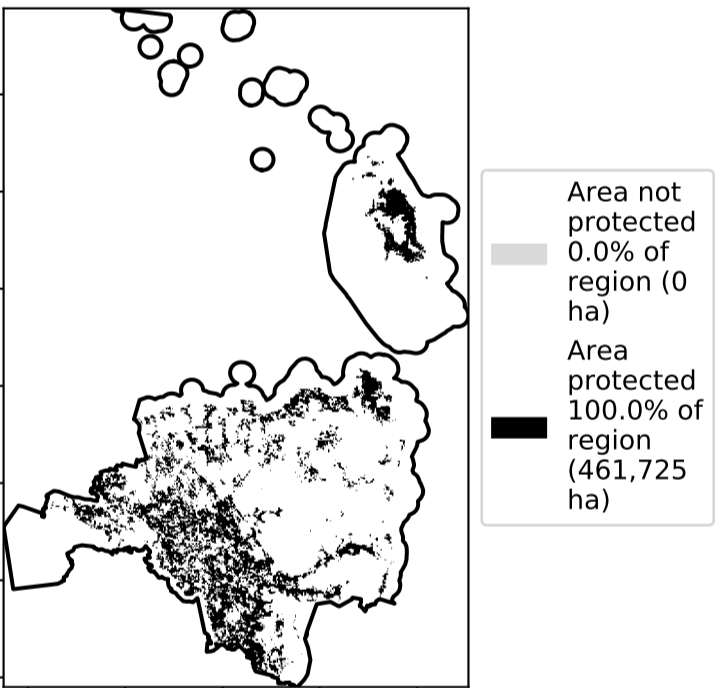 Area not
protected
0.0% of
region (0
ha)
Area
protected
100.0% of
region
(461,725
ha)